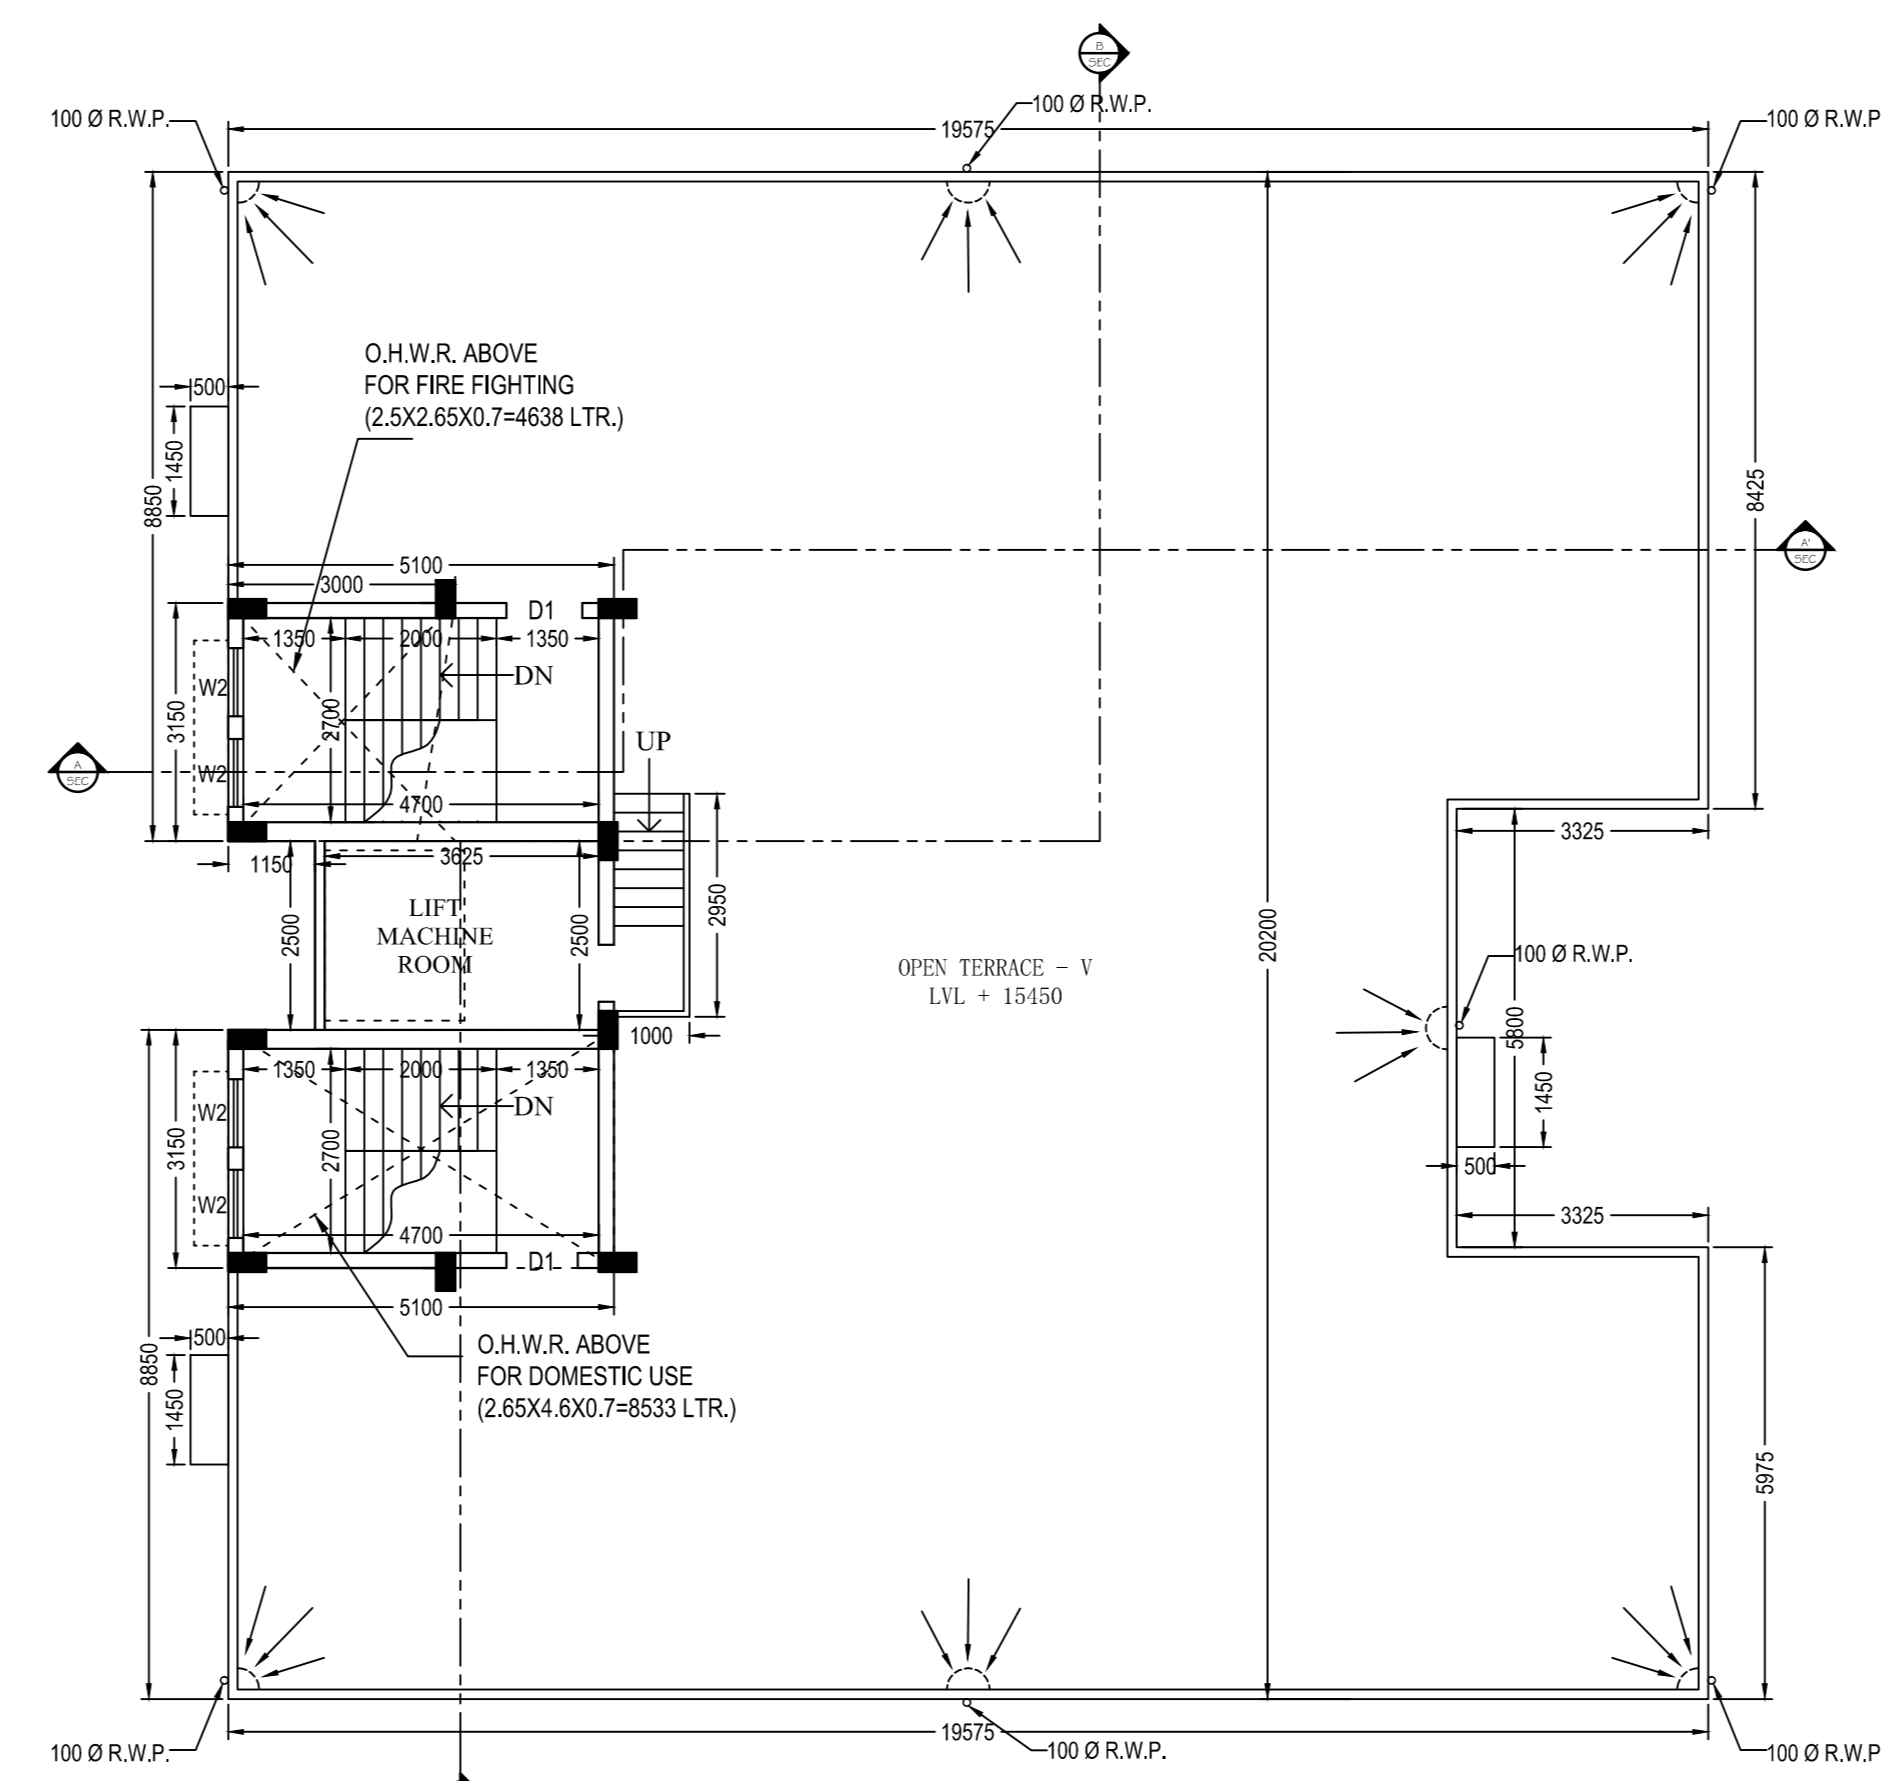 B
SEC
100 Ø R.W.P.
100 Ø R.W.P.
100 Ø R.W.P
19575
O.H.W.R. ABOVE
FOR FIRE FIGHTING
(2.5X2.65X0.7=4638 LTR.)
500
1450
8850
8425
A'
SEC
5100
3000
D1
1350
2000
1350
DN
W2
3150
2700
W2
UP
A
SEC
4700
3325
1150
3625
2950
LIFT
MACHINE
ROOM
2500
2500
20200
OPEN TERRACE - V
LVL + 15450
100 Ø R.W.P.
5800
1000
1350
2000
1350
DN
W2
3150
2700
1450
500
W2
4700
3325
D1
5100
500
O.H.W.R. ABOVE
FOR DOMESTIC USE
(2.65X4.6X0.7=8533 LTR.)
8850
1450
5975
19575
100 Ø R.W.P.
100 Ø R.W.P.
100 Ø R.W.P